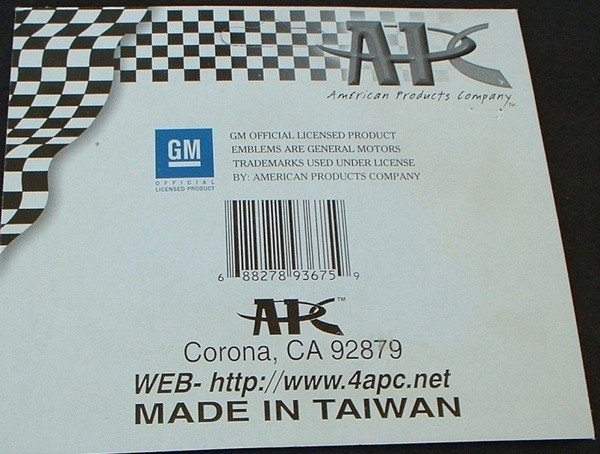 APC
American Products Company™
GM
OFFICIAL
LICENSED PRODUCT
GM OFFICIAL LICENSED PRODUCT
EMBLEMS ARE GENERAL MOTORS
TRADEMARKS USED UNDER LICENSE
BY: AMERICAN PRODUCTS COMPANY
6 88278 93675 9
APC™
Corona, CA 92879
WEB- http://www.4apc.net
MADE IN TAIWAN